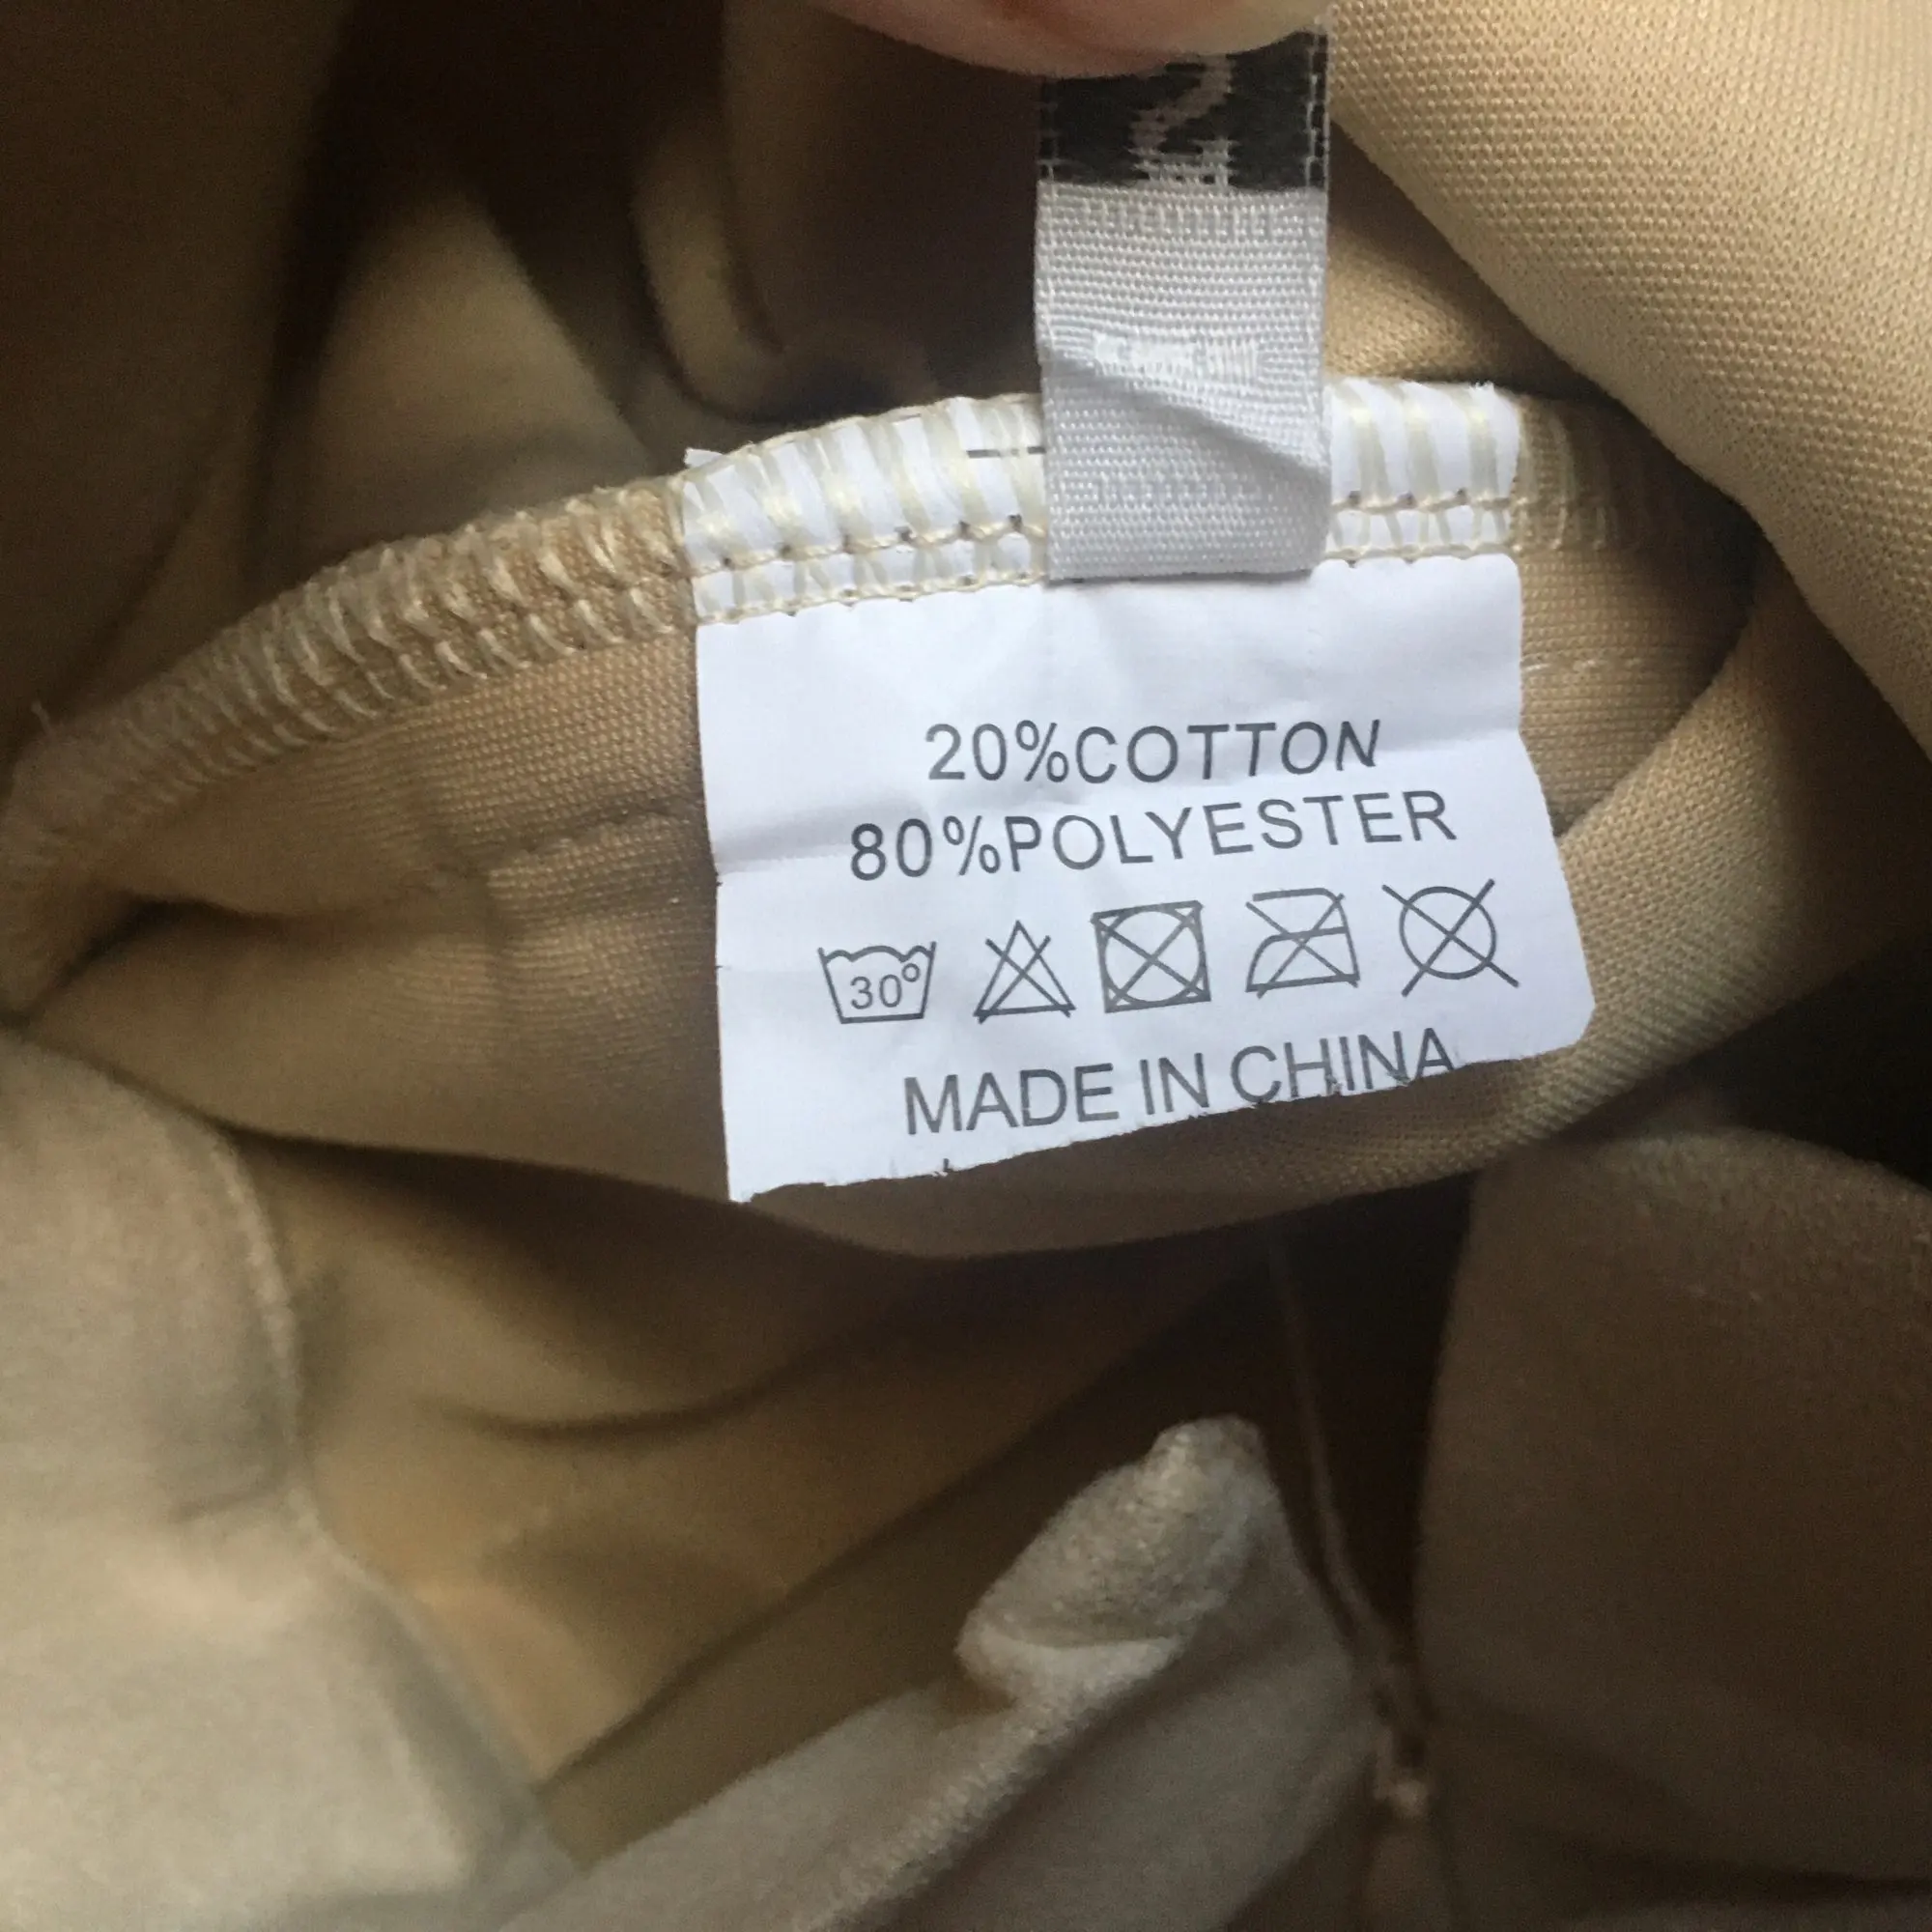 20%COTTON
80%POLYESTER
30°
MADE IN CHINA